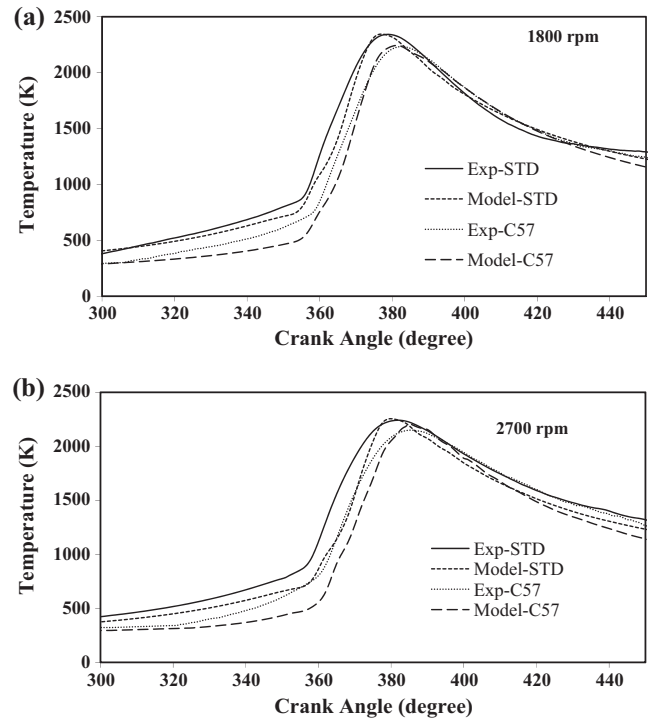 (a)
1800 rpm
Temperature (K)
2500
2000
1500
1000
500
0
Exp-STD
Model-STD
Exp-C57
Model-C57
300 320 340 360 380 400 420 440
Crank Angle (degree)
(b)
2700 rpm
Temperature (K)
2500
2000
1500
1000
500
0
Exp-STD
Model-STD
Exp-C57
Model-C57
300 320 340 360 380 400 420 440
Crank Angle (degree)